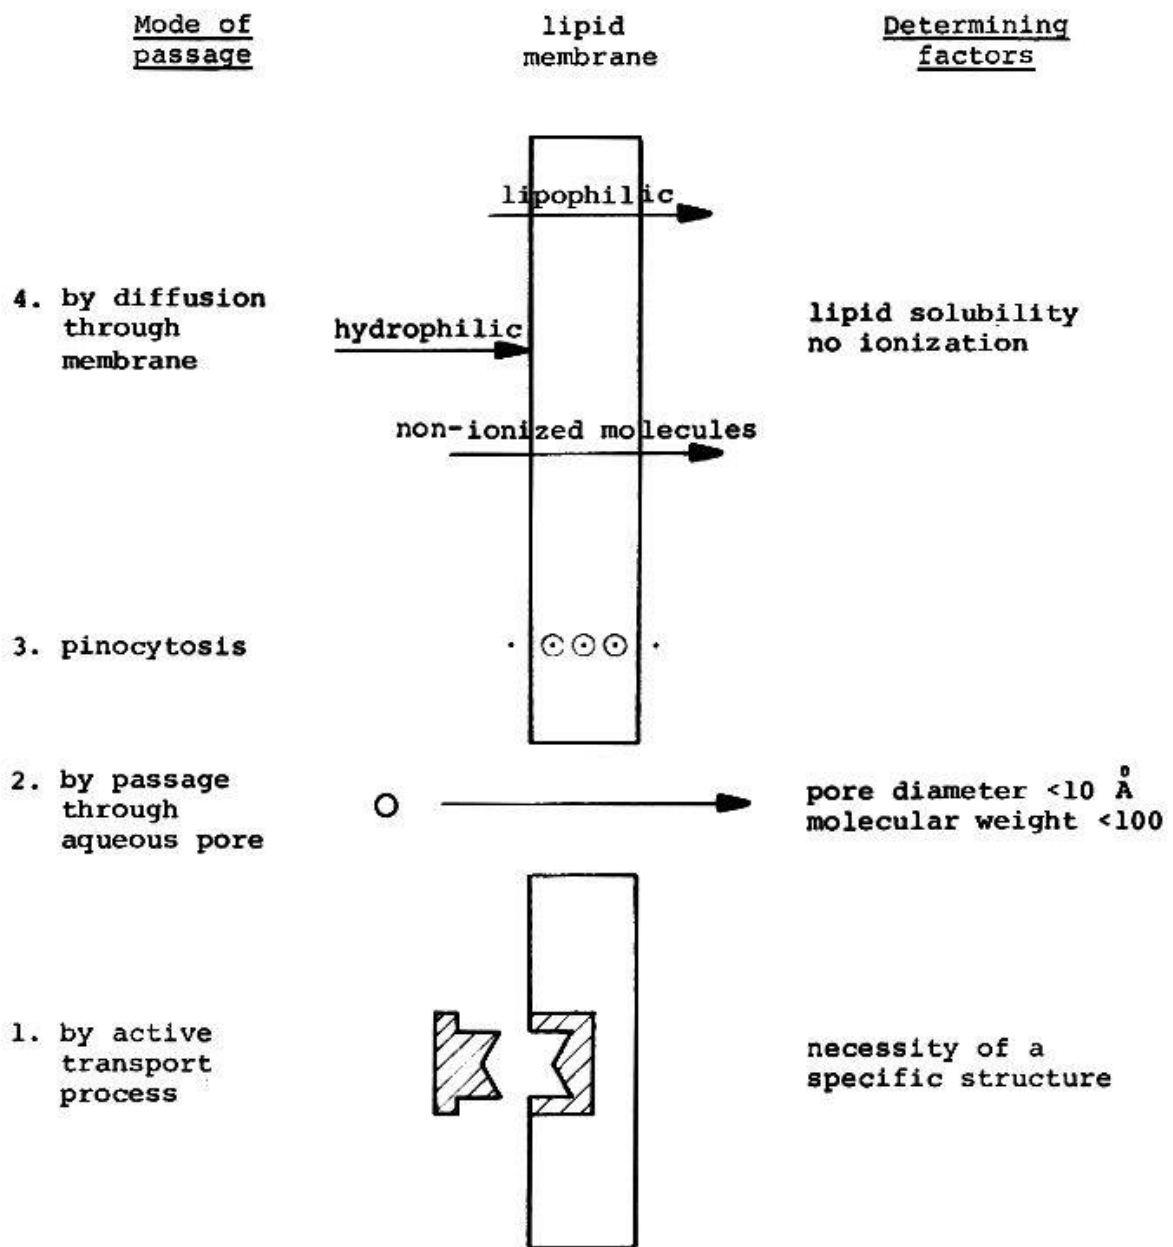 Mode of
passage
lipid
membrane
Determining
factors
lipophilic
4. by diffusion
through
membrane
hydrophilic
lipid solubility
no ionization
non-ionized molecules
3. pinocytosis
2. by passage
through
aqueous pore
pore diameter <10 Å
molecular weight <100
1. by active
transport
process
necessity of a
specific structure